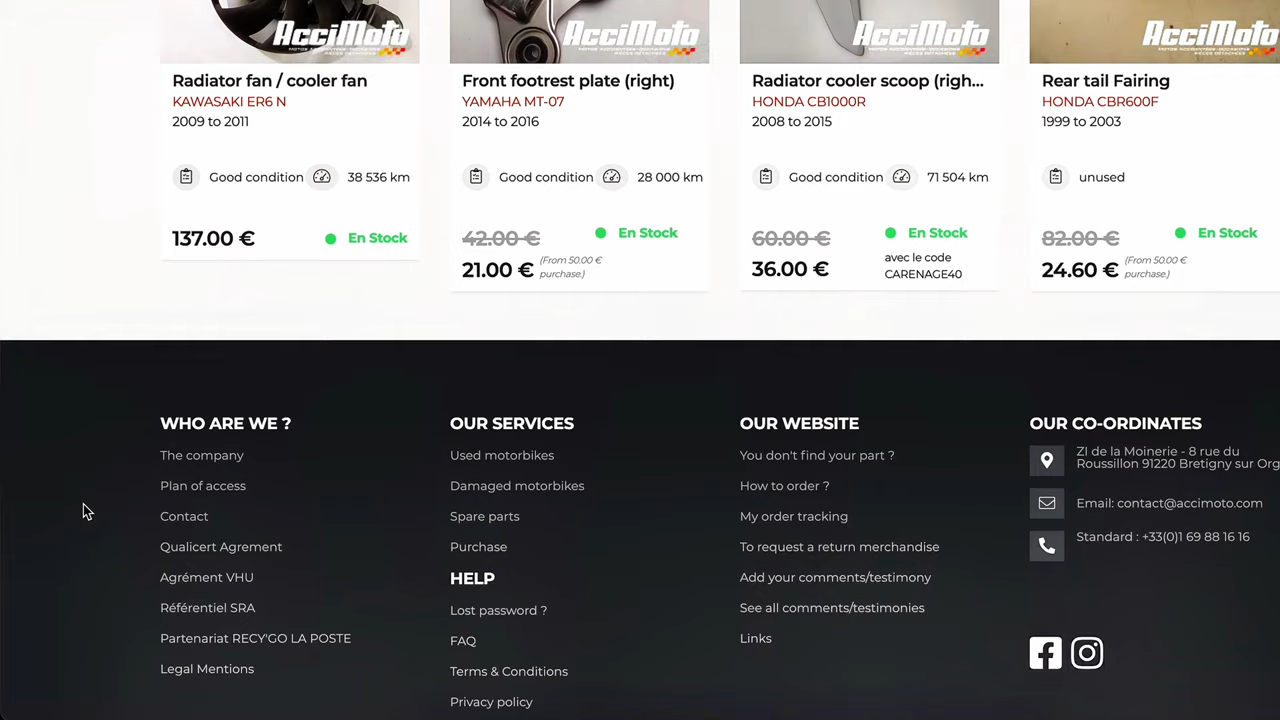 AcciMoto
AcciMoto
AcciMoto
AcciMoto
Radiator fan / cooler fan
KAWASAKI ER6 N
2009 to 2011
Good condition
38 536 km
137.00 €
En Stock
Front footrest plate (right)
YAMAHA MT-07
2014 to 2016
Good condition
28 000 km
42.00 €
En Stock
21.00 €
(From 50.00 €
purchase.)
Radiator cooler scoop (righ...
HONDA CB1000R
2008 to 2015
Good condition
71 504 km
60.00 €
En Stock
36.00 €
avec le code
CARENAGE40
Rear tail Fairing
HONDA CBR600F
1999 to 2003
unused
82.00 €
En Stock
24.60 €
(From 50.00 €
purchase.)
WHO ARE WE ?
The company
Plan of access
Contact
Qualicert Agrement
Agrément VHU
Référentiel SRA
Partenariat RECY'GO LA POSTE
Legal Mentions
OUR SERVICES
Used motorbikes
Damaged motorbikes
Spare parts
Purchase
HELP
Lost password ?
FAQ
Terms & Conditions
Privacy policy
OUR WEBSITE
You don't find your part ?
How to order ?
My order tracking
To request a return merchandise
Add your comments/testimony
See all comments/testimonies
Links
OUR CO-ORDINATES
ZI de la Moinerie - 8 rue du
Roussillon 91220 Bretigny sur Org
Email: contact@accimoto.com
Standard : +33(0)1 69 88 16 16